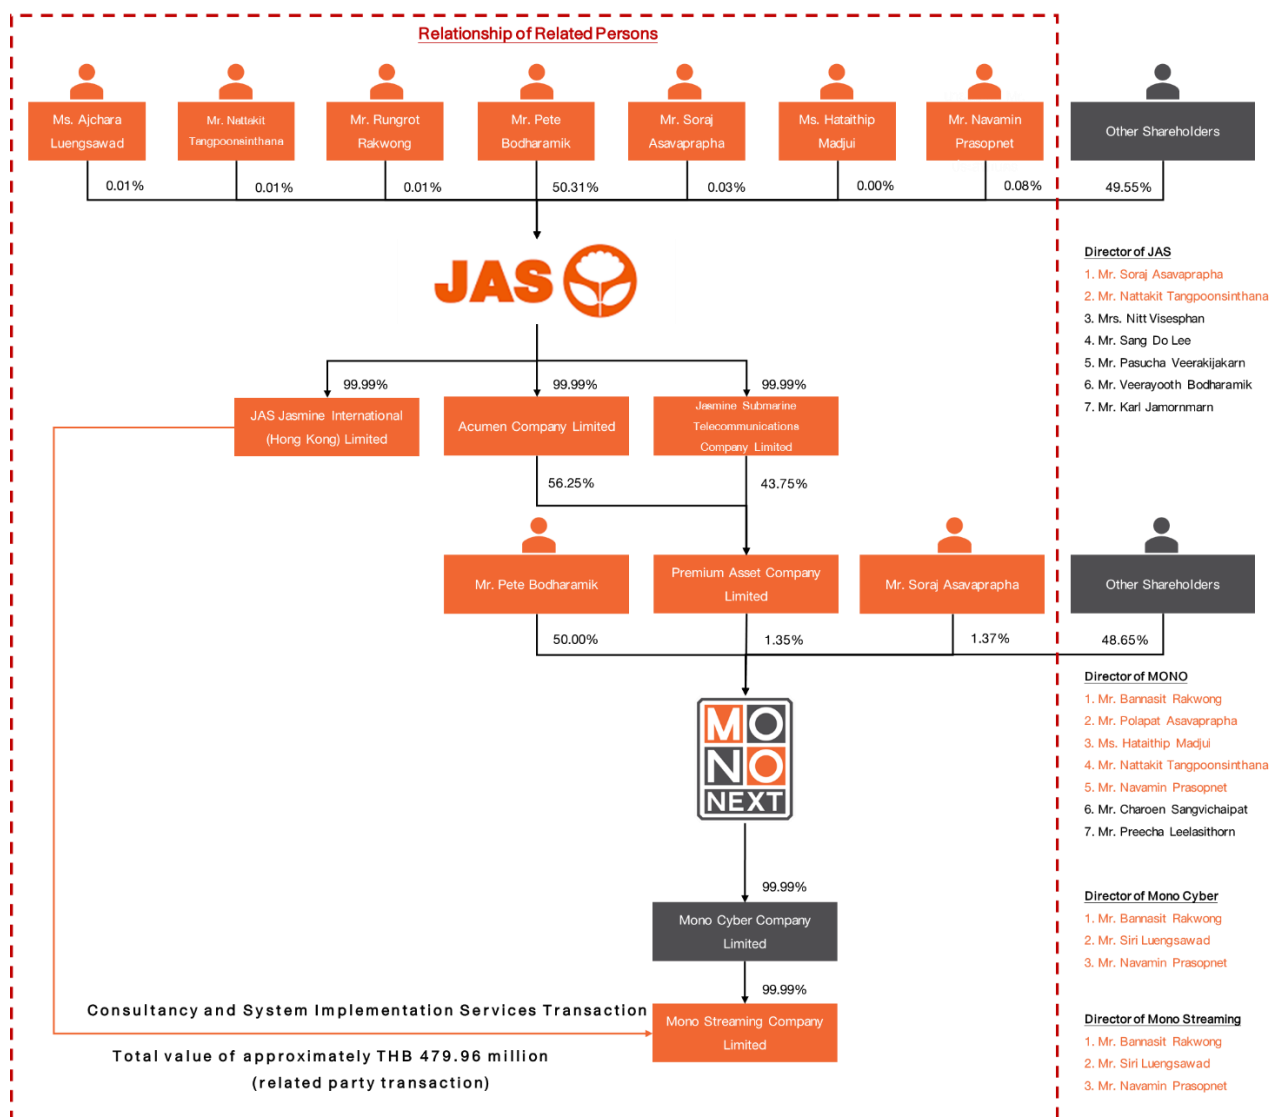 Relationship of Related Persons
Ms. Ajchara
Luengsawad
Mr. Nattakit
Tangpoonsinthana
Mr. Rungrot
Rakwong
Mr. Pete
Bodharamik
Mr. Soraj
Asavaprapha
Ms. Hataithip
Madjui
Mr. Navamin
Prasopnet
Other Shareholders
0.01%
0.01%
0.01%
50.31%
0.03%
0.00%
0.08%
49.55%
JAS
Director of JAS
1. Mr. Soraj Asavaprapha
2. Mr. Nattakit Tangpoonsinthana
3. Mrs. Nitt Visesphan
4. Mr. Sang Do Lee
5. Mr. Pasucha Veerakijakarn
6. Mr. Veerayooth Bodharamik
7. Mr. Karl Jamornmarn
99.99%
99.99%
99.99%
JAS Jasmine International
(Hong Kong) Limited
Acumen Company Limited
Jasmine Submarine
Telecommunications
Company Limited
56.25%
43.75%
Mr. Pete Bodharamik
Premium Asset Company
Limited
Mr. Soraj Asavaprapha
Other Shareholders
50.00%
1.35%
1.37%
48.65%
MONO
NEXT
Director of MONO
1. Mr. Bannasit Rakwong
2. Mr. Polapat Asavaprapha
3. Ms. Hataithip Madjui
4. Mr. Nattakit Tangpoonsinthana
5. Mr. Navamin Prasopnet
6. Mr. Charoen Sangvichaipat
7. Mr. Preecha Leelasithorn
99.99%
Mono Cyber Company
Limited
Director of Mono Cyber
1. Mr. Bannasit Rakwong
2. Mr. Siri Luengsawad
3. Mr. Navamin Prasopnet
99.99%
Consultancy and System Implementation Services Transaction
Mono Streaming Company
Limited
Total value of approximately THB 479.96 million
(related party transaction)
Director of Mono Streaming
1. Mr. Bannasit Rakwong
2. Mr. Siri Luengsawad
3. Mr. Navamin Prasopnet